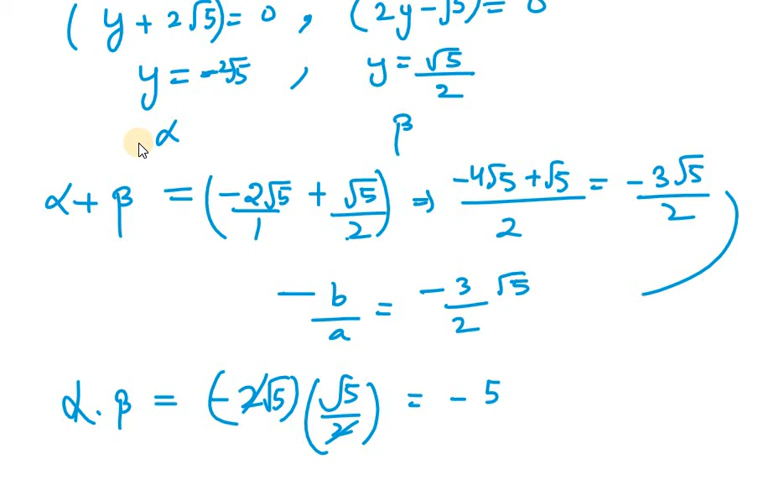 ( y + 2√5) = 0 , (2y - √5) = 0
y = -2√5 , y = √5/2
α β
α + β = (-2√5/1 + √5/2) ⇒ -4√5 + √5/2 = -3√5/2
-b/a = -3/2 √5
α . β = (-2√5)(√5/2) = - 5